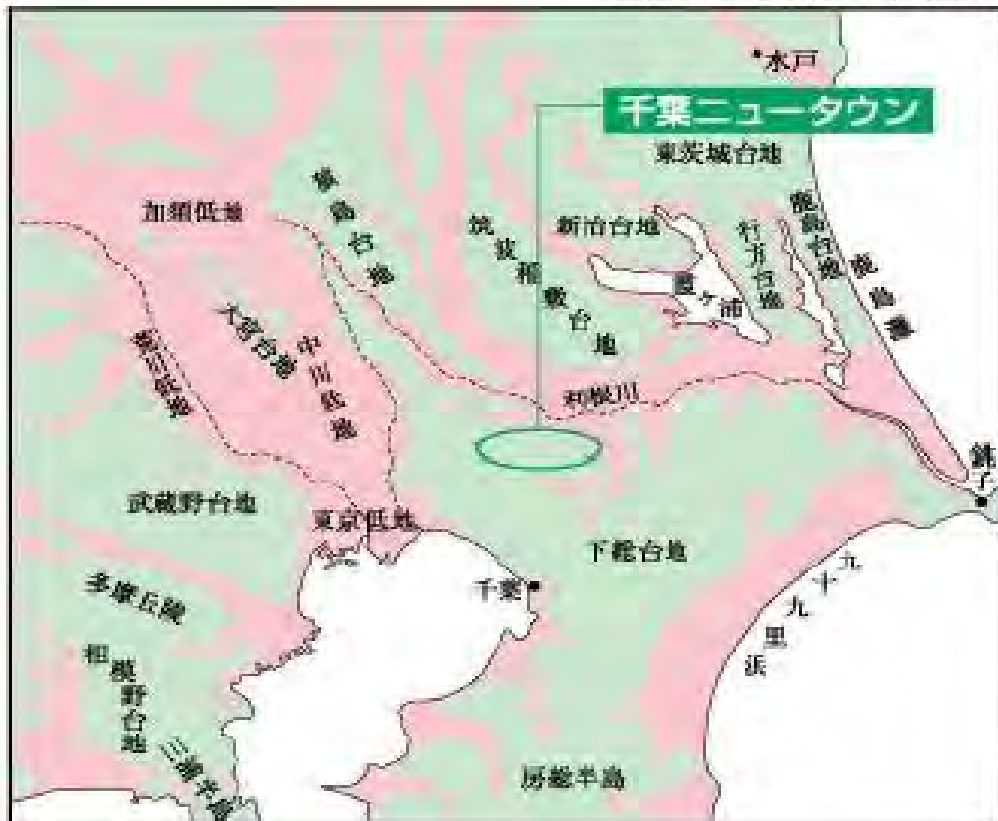 水戸
千葉ニュータウン
東茨城台地
加須低地
猿島台地
筑波稲敷台地
新治台地
行方台地
鹿島台地
鹿島灘
霞ヶ浦
大宮台地
中川低地
荒川低地
利根川
銚子
武蔵野台地
東京低地
下総台地
千葉
多摩丘陵
九十九里浜
相模野台地
三浦半島
房総半島